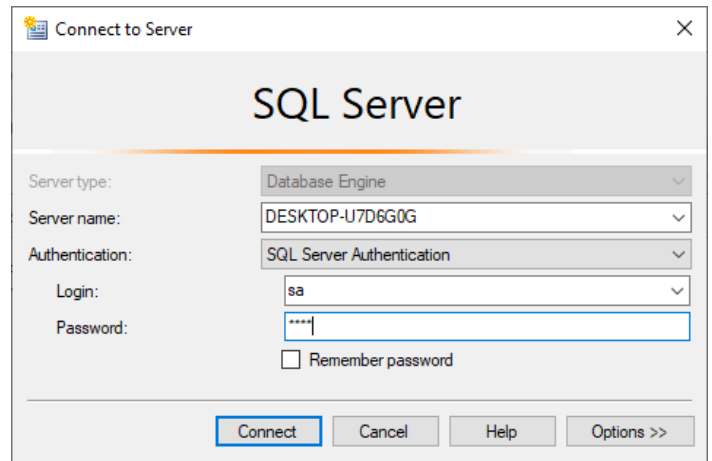 Connect to Server
SQL Server
Server type: Database Engine
Server name: DESKTOP-U7D6G0G
Authentication: SQL Server Authentication
Login: sa
Password: ****
Remember password
Connect Cancel Help Options >>